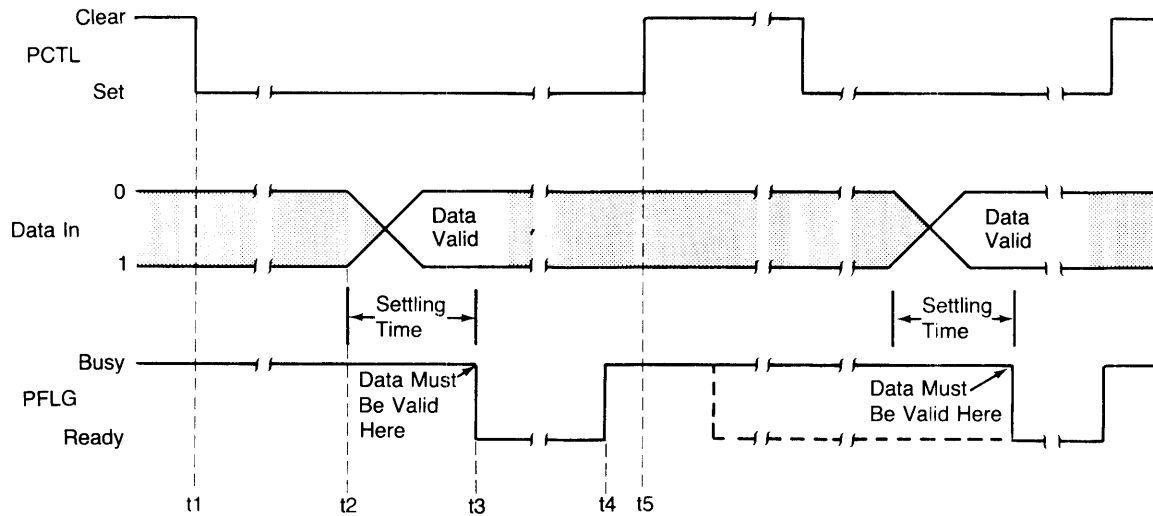 Clear
PCTL
Set
0
Data In
1
Data
Valid
Data
Valid
Settling
Time
Settling
Time
Busy
PFLG
Ready
Data Must
Be Valid
Here
Data Must
Be Valid Here
t1
t2
t3
t4
t5